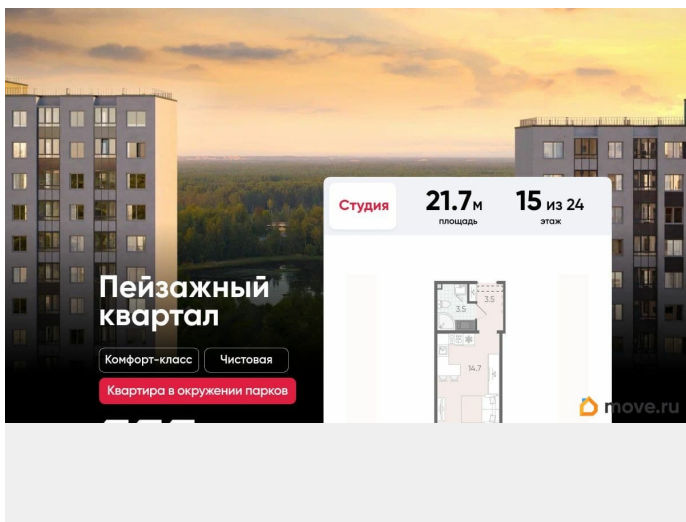 Студия
21.7 м
площадь
15 из 24
этаж
Пейзажный
квартал
Комфорт-класс
Чистовая
Квартира в окружении парков
3.5
3.5
14.7
move.ru